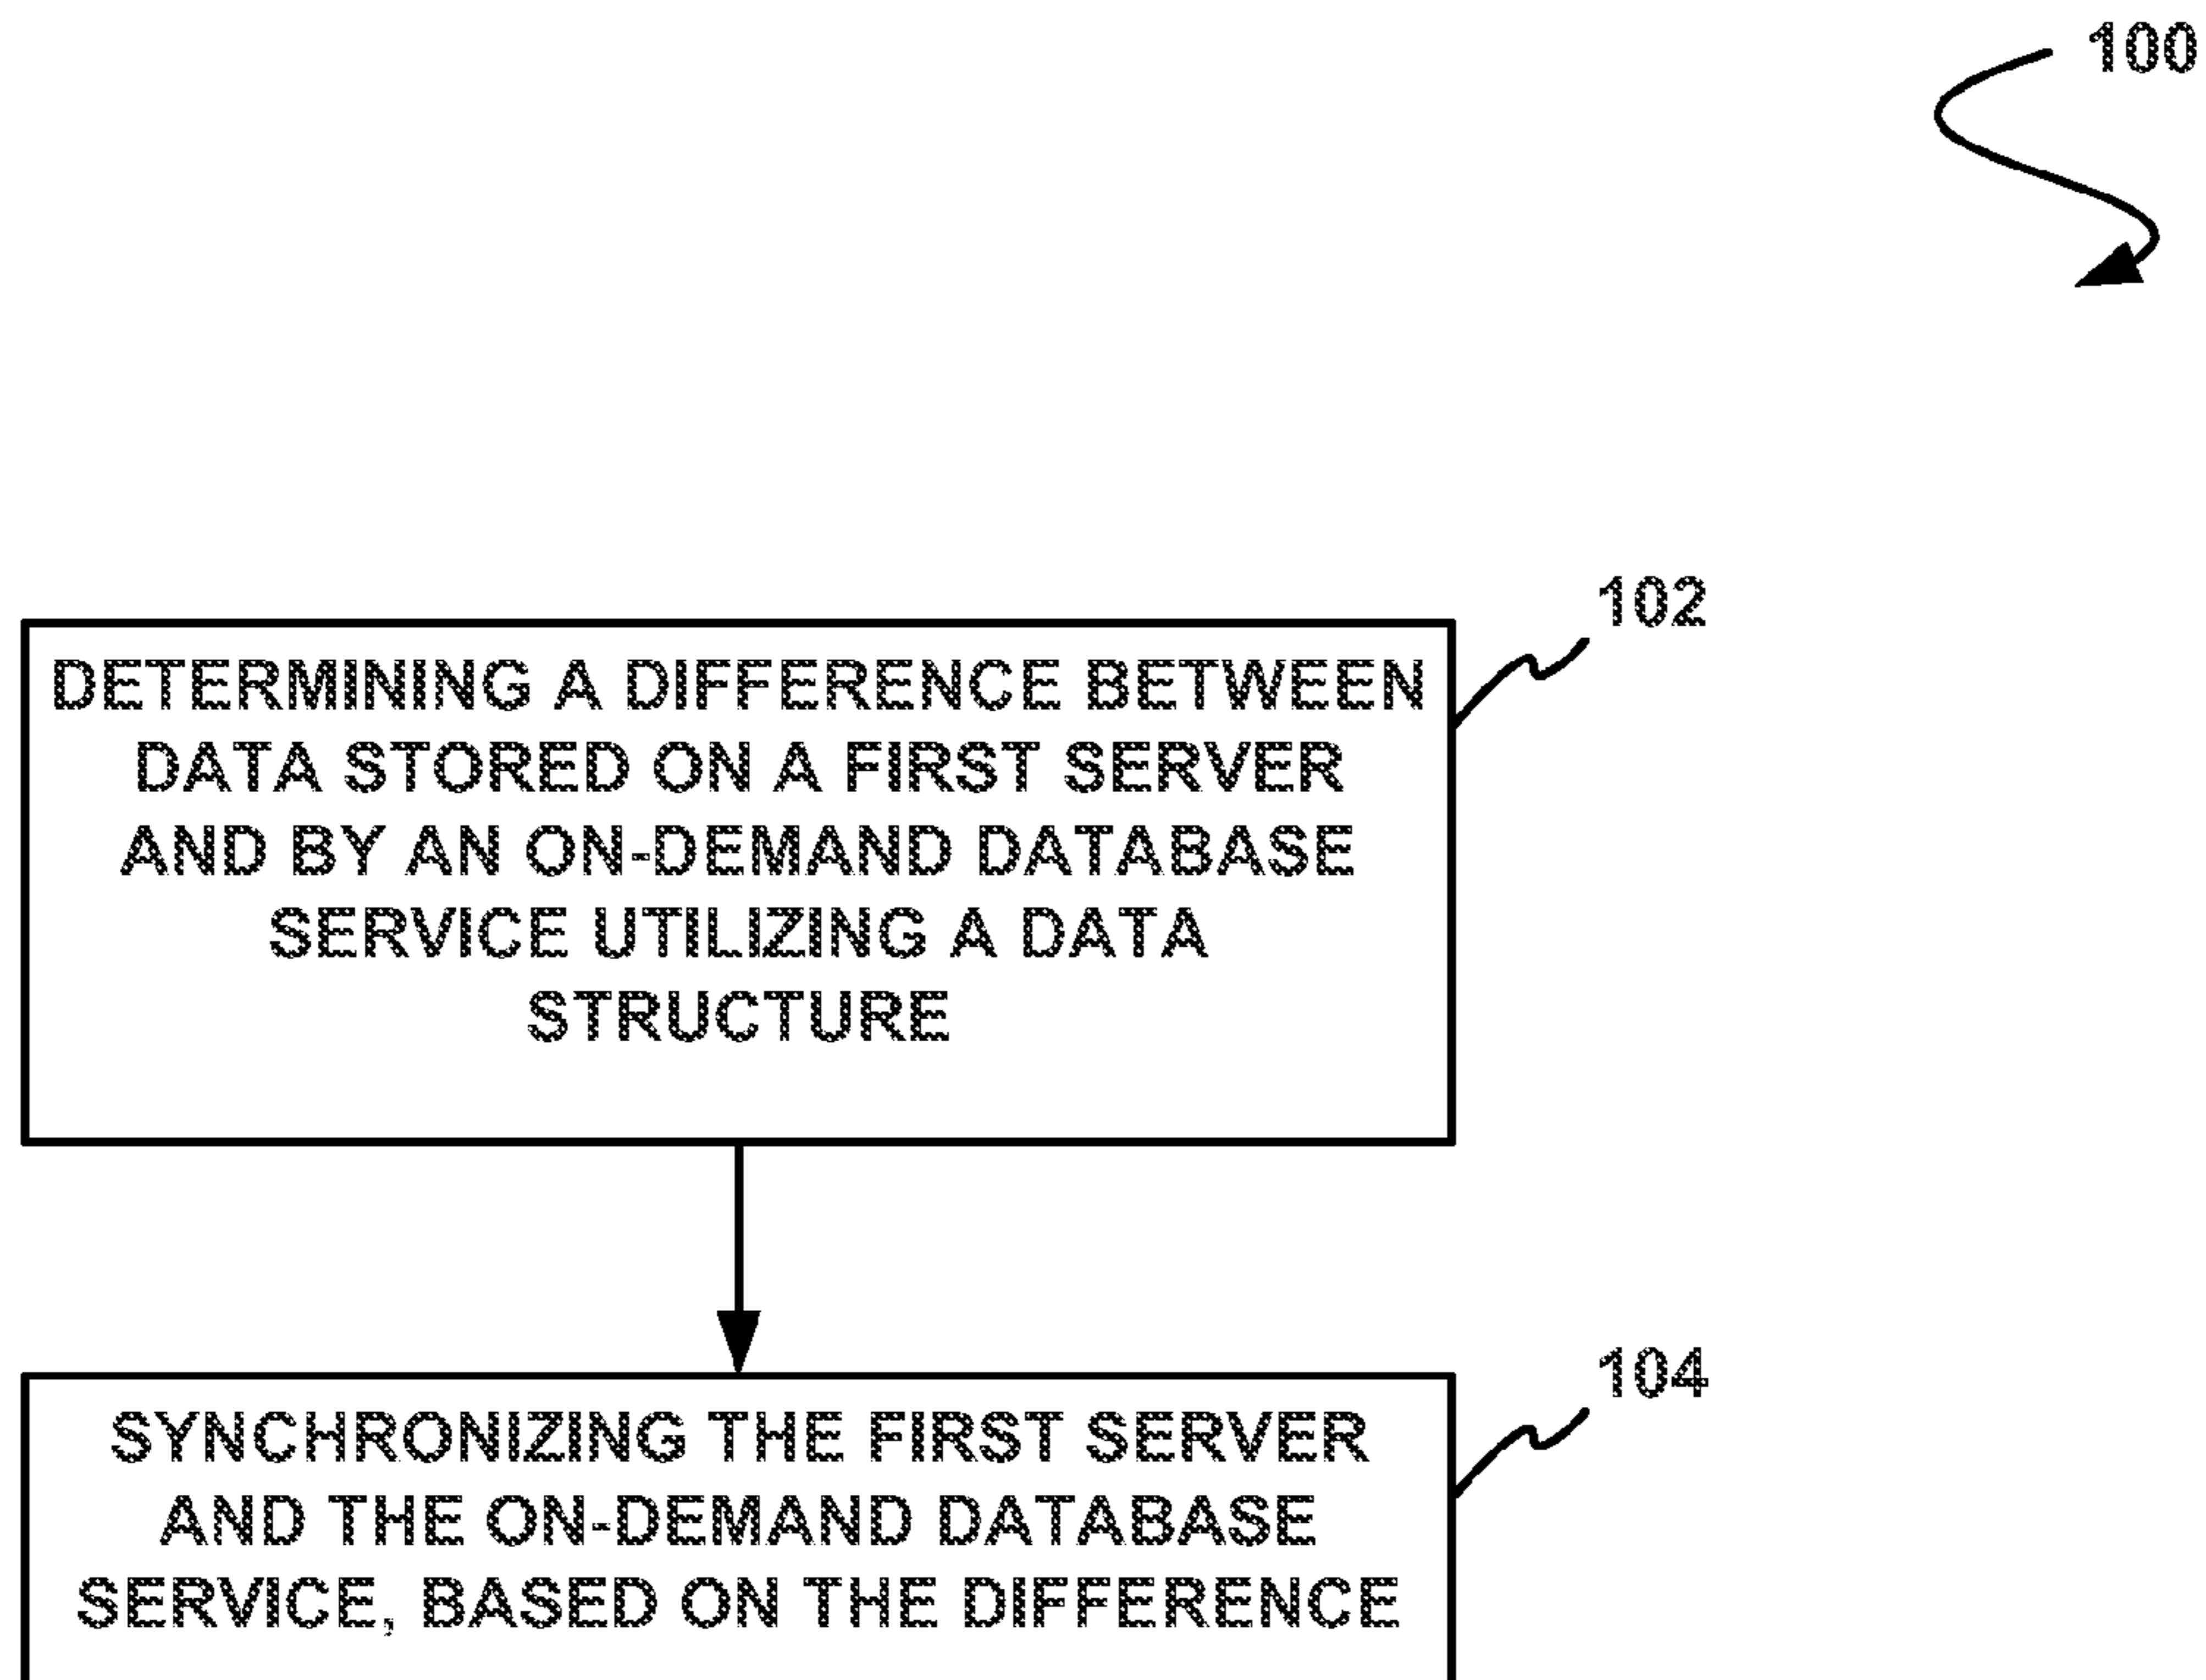 100
102
DETERMINING A DIFFERENCE BETWEEN
DATA STORED ON A FIRST SERVER
AND BY AN ON-DEMAND DATABASE
SERVICE UTILIZING A DATA
STRUCTURE
104
SYNCHRONIZING THE FIRST SERVER
AND THE ON-DEMAND DATABASE
SERVICE, BASED ON THE DIFFERENCE